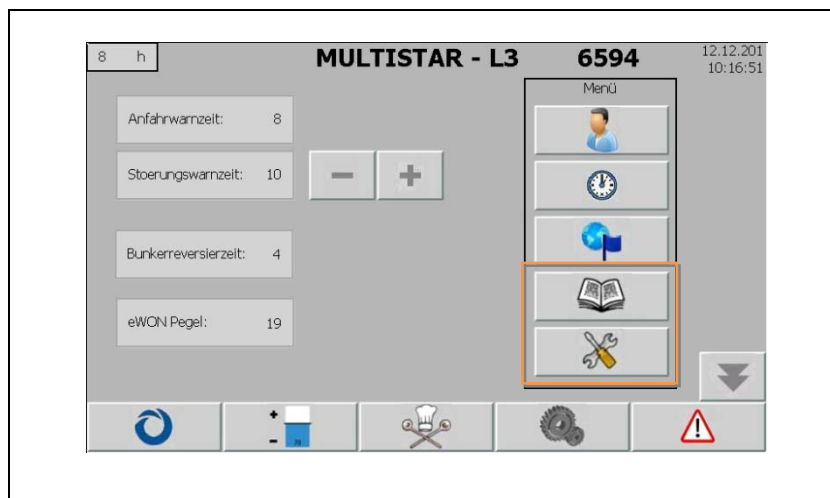 8 h
MULTISTAR - L3 6594
12.12.201
10:16:51
Menü
Anfahrwarnzeit: 8
Stoerungswarnzeit: 10
− +
Bunkerreversierzeit: 4
eWON Pegel: 19
+
−